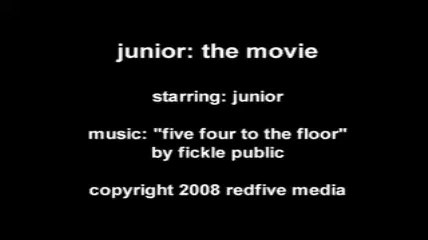 junior: the movie
starring: junior
music: "five four to the floor"
by fickle public
copyright 2008 redfive media